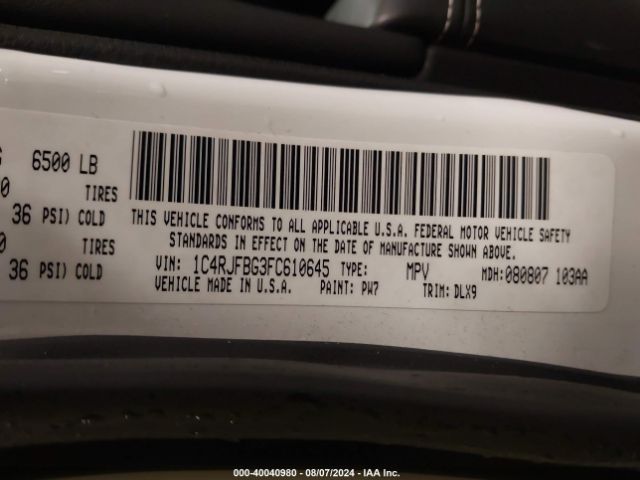 G 6500 LB
0 TIRES
36 PSI) COLD
0 TIRES
36 PSI) COLD
THIS VEHICLE CONFORMS TO ALL APPLICABLE U.S.A. FEDERAL MOTOR VEHICLE SAFETY
STANDARDS IN EFFECT ON THE DATE OF MANUFACTURE SHOWN ABOVE.
VIN: 1C4RJFBG3FC610645 TYPE: MPV MDH:080807 103AA
VEHICLE MADE IN U.S.A. PAINT: PW7 TRIM: DLX9
000-40040980 - 08/07/2024 - IAA Inc.